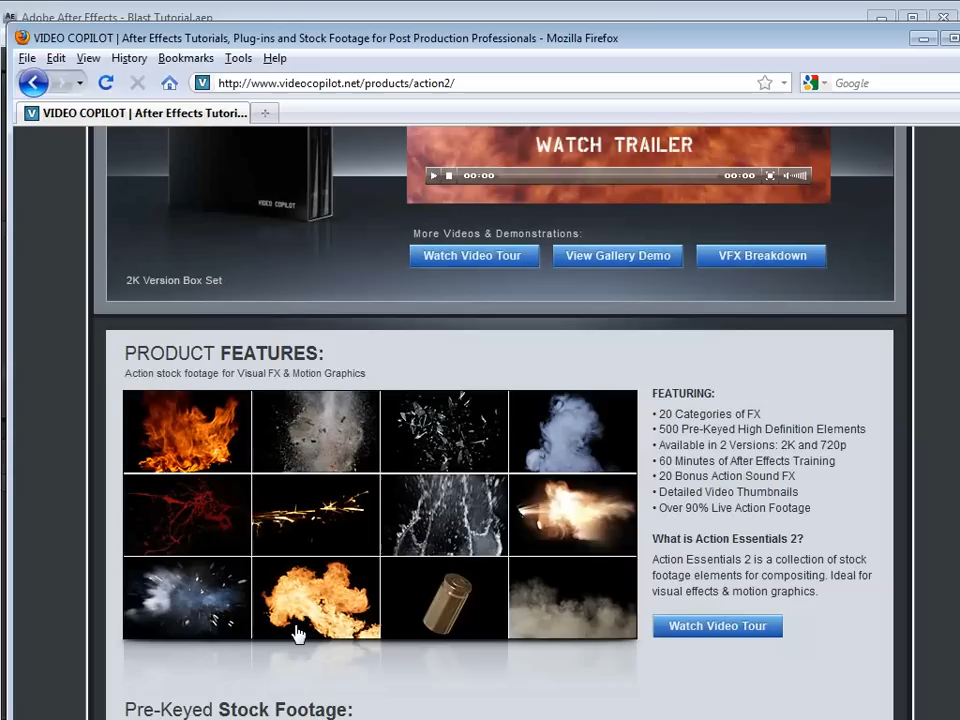 Adobe After Effects - Blast Tutorial.aep
VIDEO COPILOT | After Effects Tutorials, Plug-ins and Stock Footage for Post Production Professionals - Mozilla Firefox
File Edit View History Bookmarks Tools Help
http://www.videocopilot.net/products/action2/
Google
VIDEO COPILOT | After Effects Tutori...
WATCH TRAILER
00:00 00:00
VIDEO COPILOT
More Videos & Demonstrations:
Watch Video Tour View Gallery Demo VFX Breakdown
2K Version Box Set
PRODUCT FEATURES:
Action stock footage for Visual FX & Motion Graphics
FEATURING:
• 20 Categories of FX
• 500 Pre-Keyed High Definition Elements
• Available in 2 Versions: 2K and 720p
• 60 Minutes of After Effects Training
• 20 Bonus Action Sound FX
• Detailed Video Thumbnails
• Over 90% Live Action Footage
What is Action Essentials 2?
Action Essentials 2 is a collection of stock
footage elements for compositing. Ideal for
visual effects & motion graphics.
Watch Video Tour
Pre-Keyed Stock Footage: